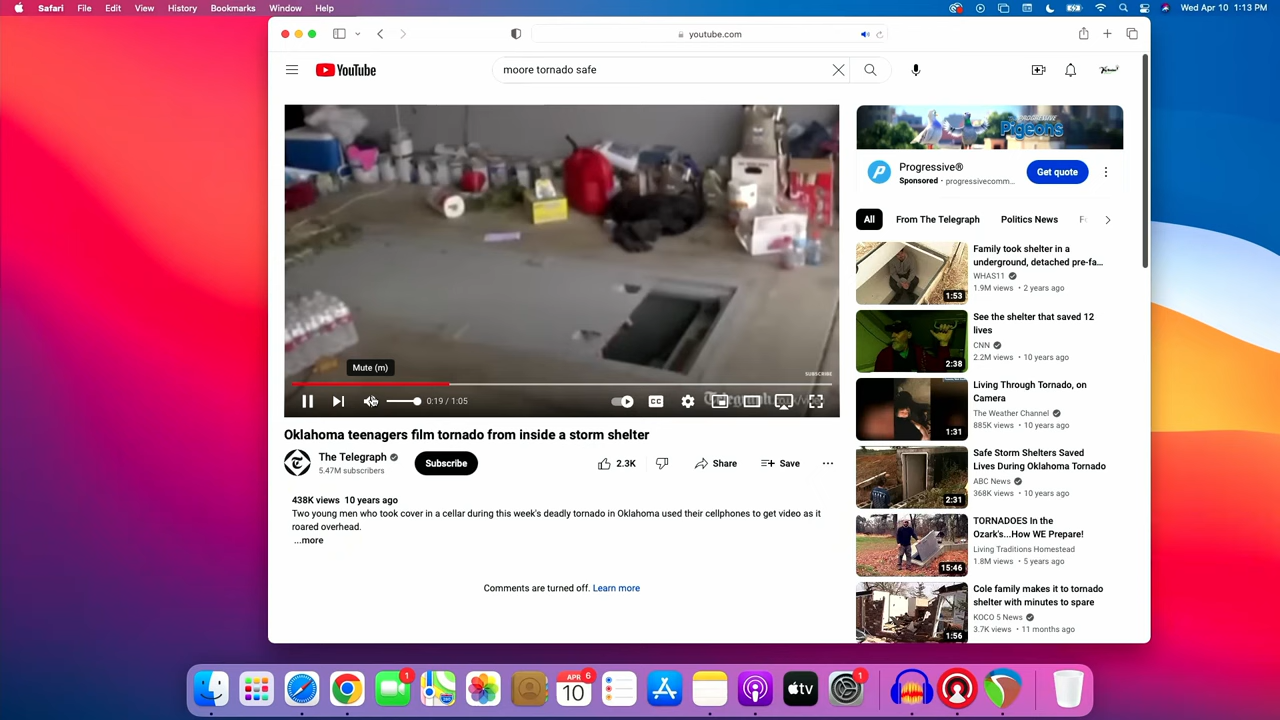 Safari File Edit View History Bookmarks Window Help
Wed Apr 10 1:13 PM
youtube.com
YouTube
moore tornado safe
SUBSCRIBE
Mute (m)
0:19 / 1:05
CC
Oklahoma teenagers film tornado from inside a storm shelter
The Telegraph
5.47M subscribers
Subscribe
2.3K
Share
Save
438K views 10 years ago
Two young men who took cover in a cellar during this week's deadly tornado in Oklahoma used their cellphones to get video as it
roared overhead.
...more
Comments are turned off. Learn more
Pigeons
Progressive®
Sponsored · progressivecomm...
Get quote
All From The Telegraph Politics News
Family took shelter in a
underground, detached pre-fa...
WHAS11
1.9M views • 2 years ago
1:53
See the shelter that saved 12
lives
CNN
2.2M views • 10 years ago
2:38
Living Through Tornado, on
Camera
The Weather Channel
885K views • 10 years ago
1:31
Safe Storm Shelters Saved
Lives During Oklahoma Tornado
ABC News
368K views • 10 years ago
2:31
TORNADOES In the
Ozark's...How WE Prepare!
Living Traditions Homestead
1.8M views • 5 years ago
15:46
Cole family makes it to tornado
shelter with minutes to spare
KOCO 5 News
3.7K views • 11 months ago
1:56
1
APR
10
6
tv
1